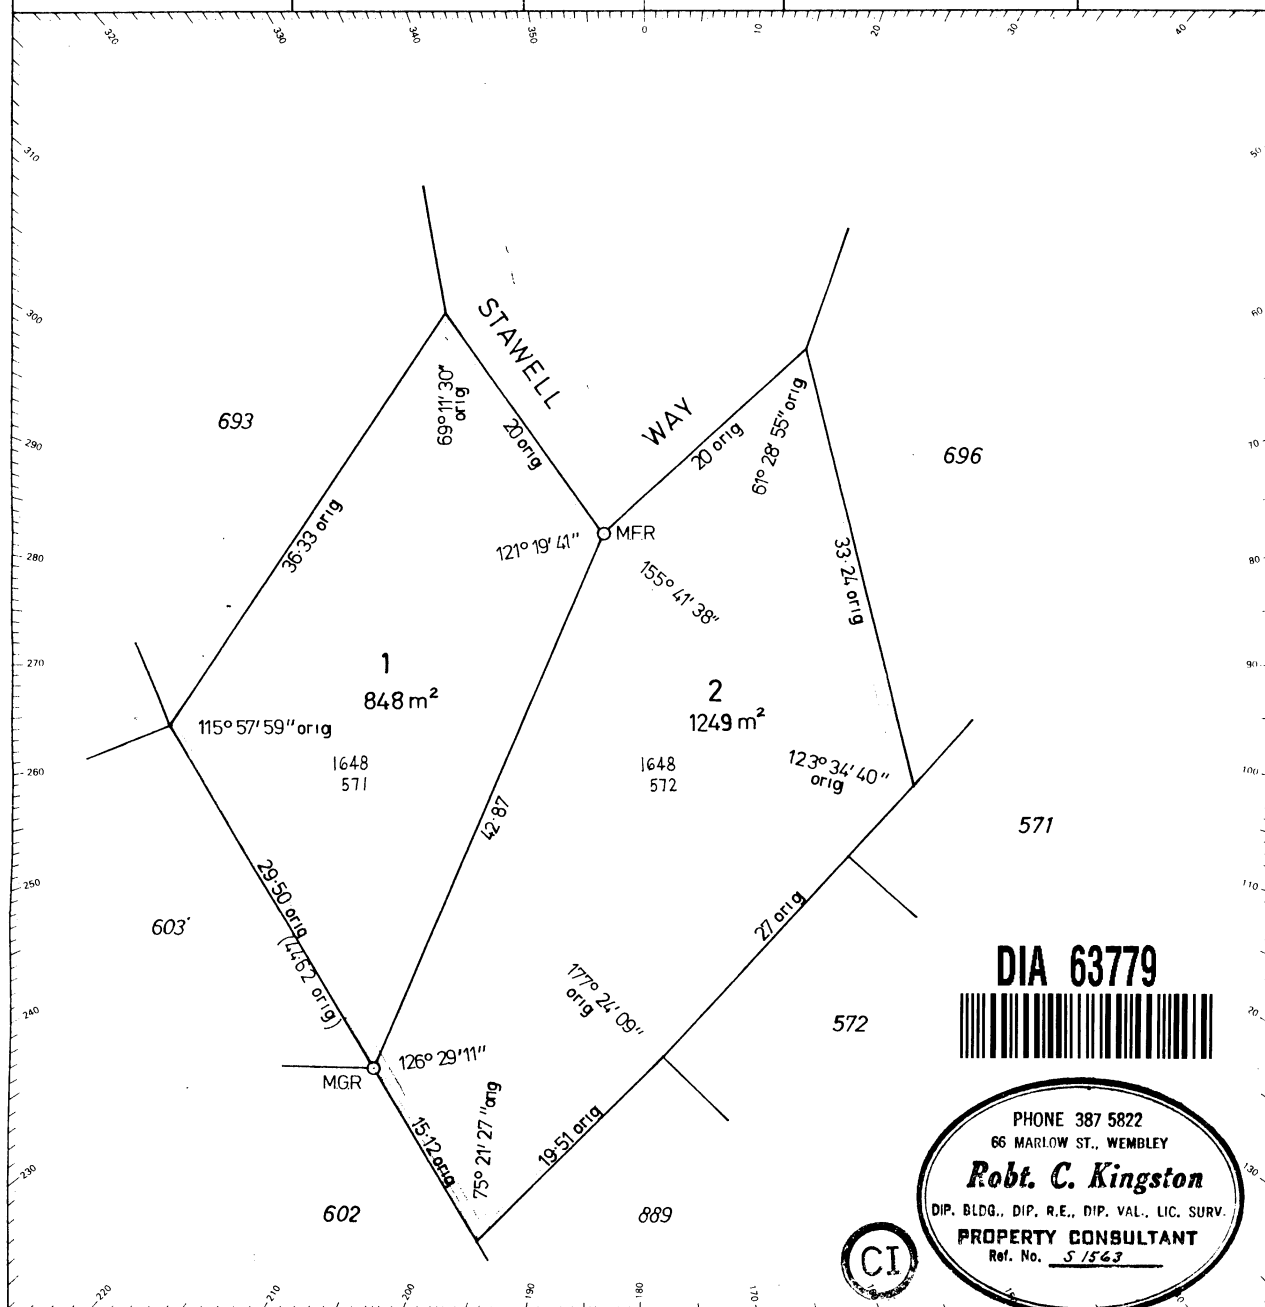 320
330
340
350
0
10
20
30
40
310
50
300
60
STAWELL
WAY
69° 11' 30"
orig
20 orig
20 orig
61° 28' 55" orig
693
290
70
696
36·33 orig
121° 19' 41"
M.F.R
155° 41' 38"
33·24 orig
280
80
270
90
1
848 m²
2
1249 m²
115° 57' 59" orig
1648
571
1648
572
123° 34' 40"
orig
260
100
42·87
571
250
110
29·50 orig
(44·62 orig)
603
27 orig
DIA 63779
177° 24' 09"
orig
240
20
572
126° 29' 11"
M.G.R
15·12 orig
75° 21' 27" orig
19·51 orig
230
130
602
889
PHONE 387 5822
66 MARLOW ST., WEMBLEY
Robt. C. Kingston
DIP. BLDG., DIP. R.E., DIP. VAL., LIC. SURV.
PROPERTY CONSULTANT
Ref. No. S 1563
CI
220
210
200
190
180
170